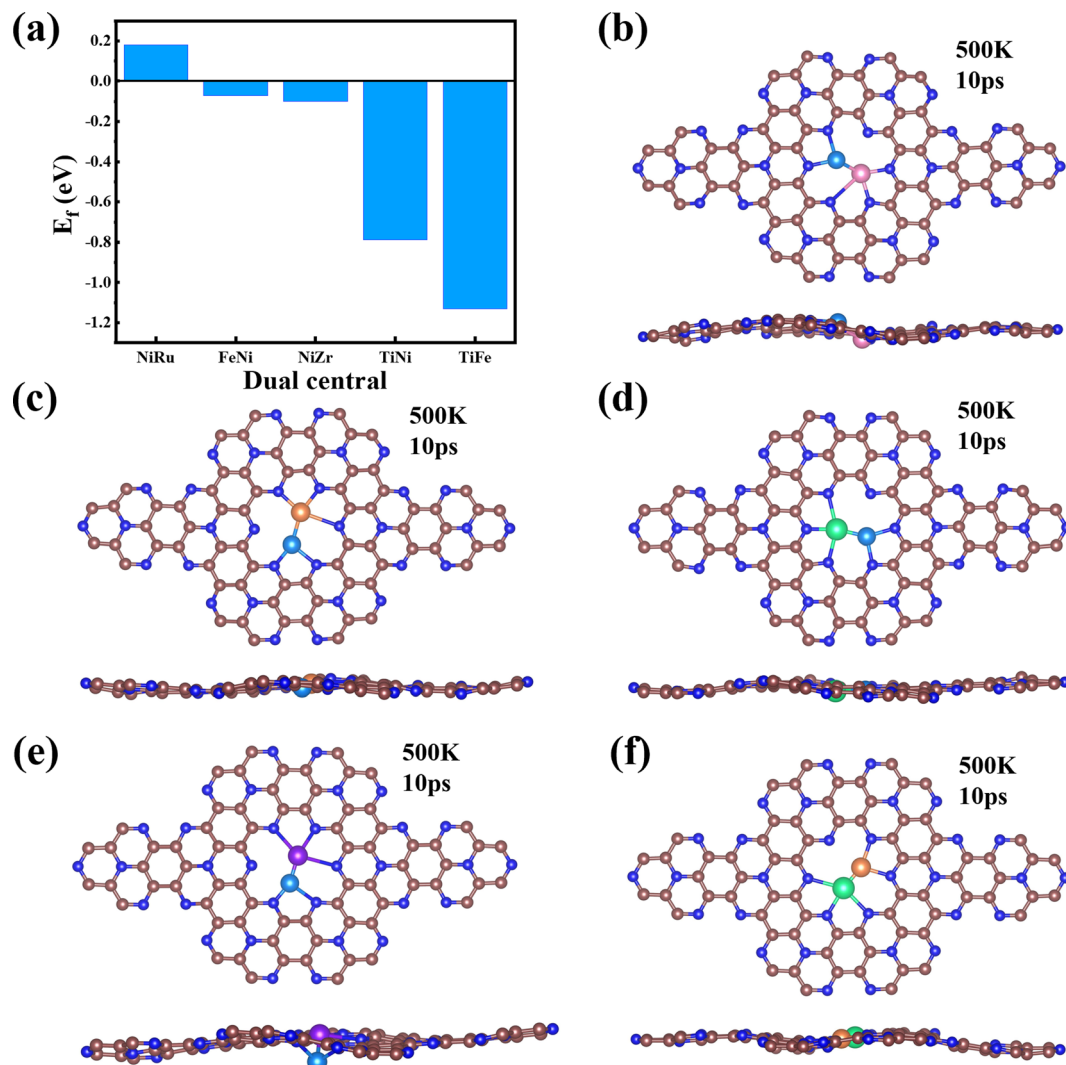 (a)
0.2
0.0
-0.2
-0.4
-0.6
-0.8
-1.0
-1.2
E_f (eV)
NiRu FeNi NiZr TiNi TiFe
Dual central
(b)
500K
10ps
(c)
500K
10ps
(d)
500K
10ps
(e)
500K
10ps
(f)
500K
10ps